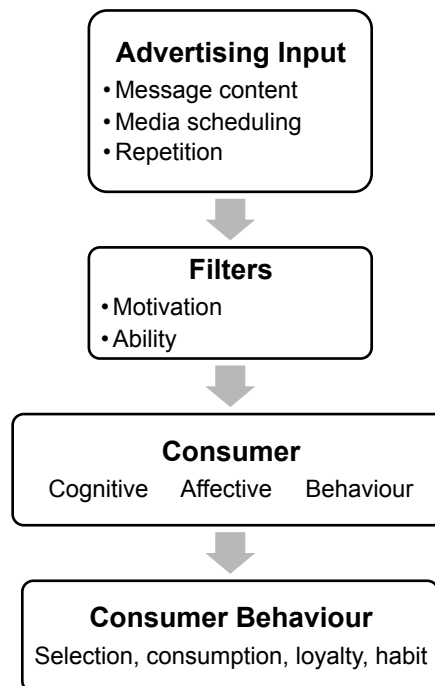 Advertising Input
• Message content
• Media scheduling
• Repetition
Filters
• Motivation
• Ability
Consumer
Cognitive Affective Behaviour
Consumer Behaviour
Selection, consumption, loyalty, habit